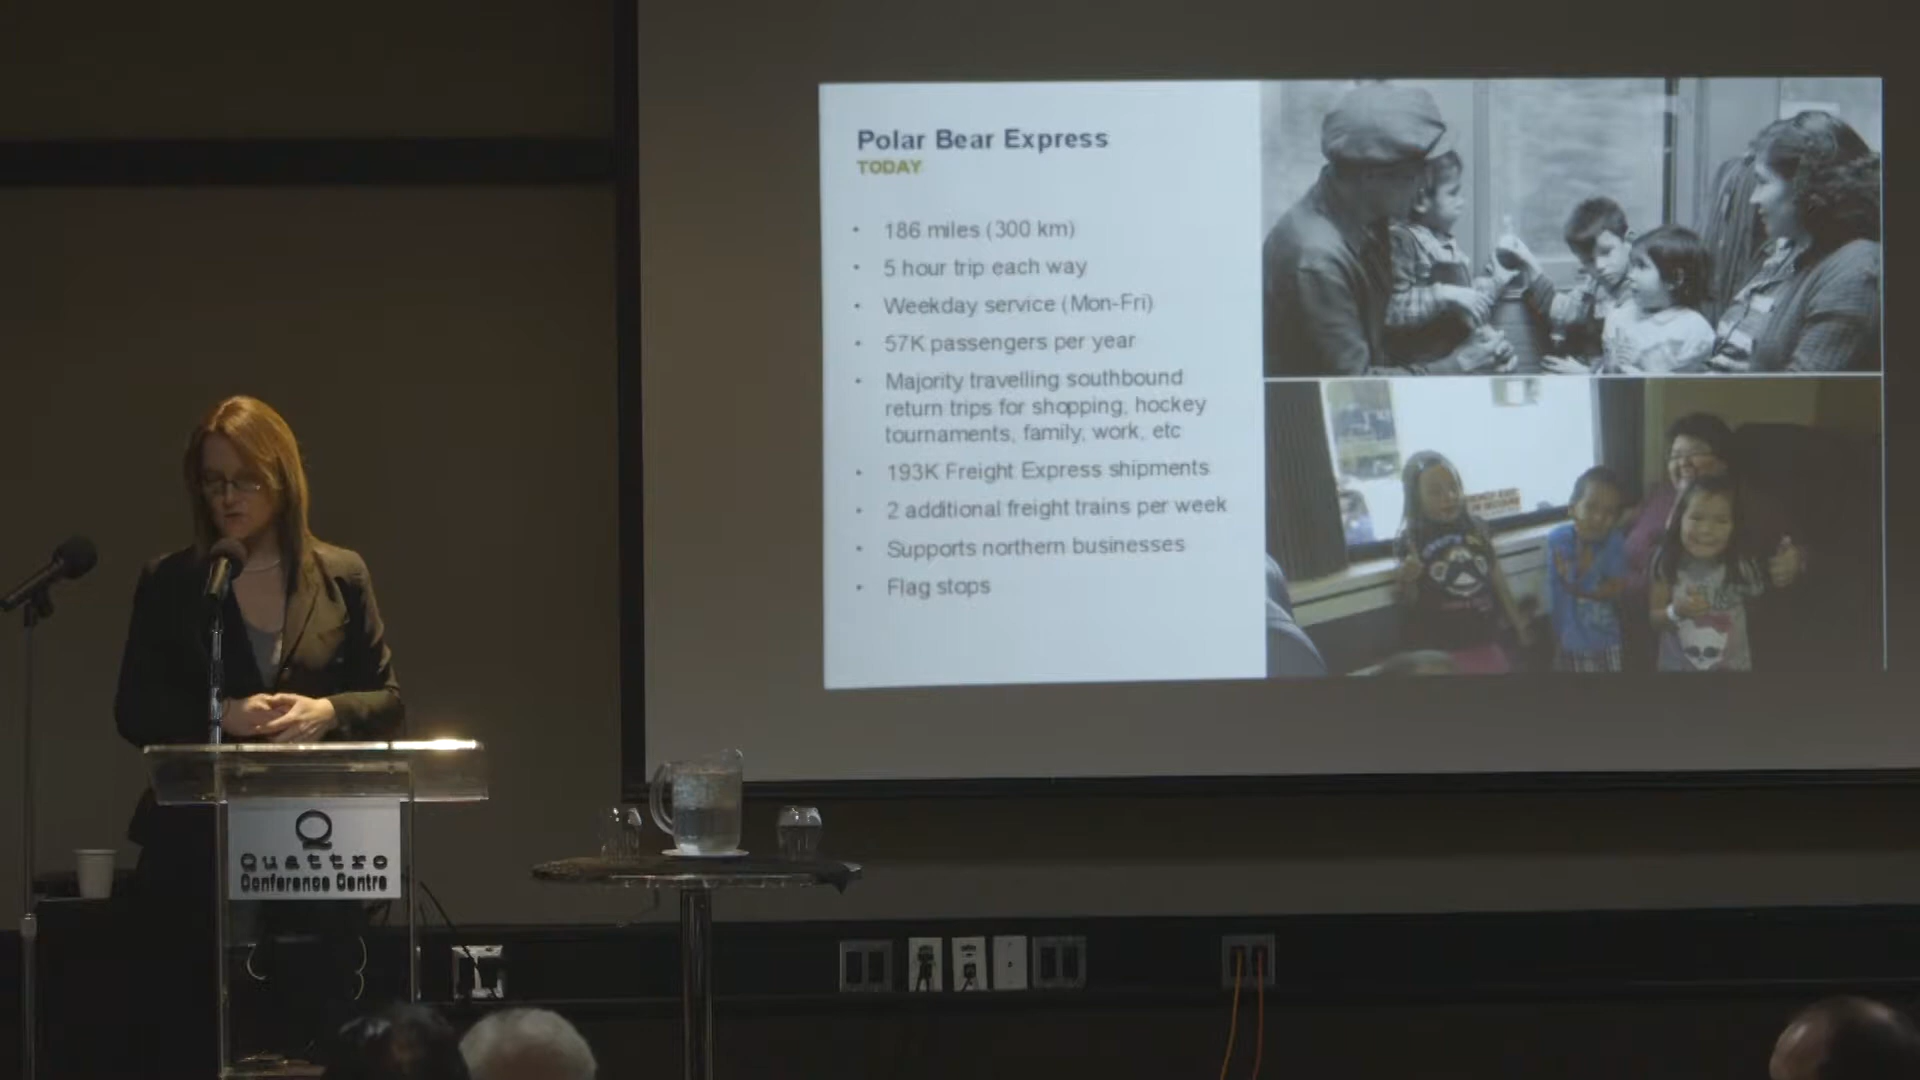 Polar Bear Express
TODAY
• 186 miles (300 km)
• 5 hour trip each way
• Weekday service (Mon-Fri)
• 57K passengers per year
• Majority travelling southbound
return trips for shopping, hockey
tournaments, family, work, etc
• 193K Freight Express shipments
• 2 additional freight trains per week
• Supports northern businesses
• Flag stops
Q
Quattro
Conference Centre